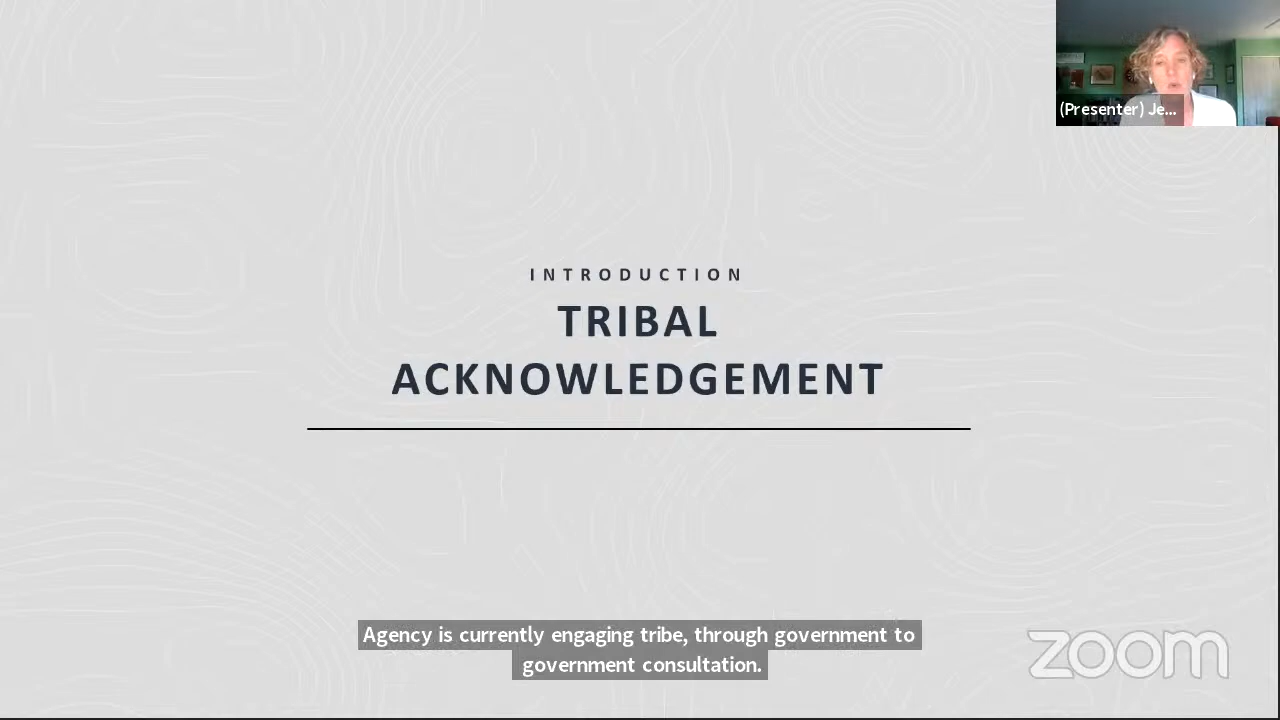 (Presenter) Je...
INTRODUCTION
TRIBAL
ACKNOWLEDGEMENT
Agency is currently engaging tribe, through government to
government consultation.
zoom